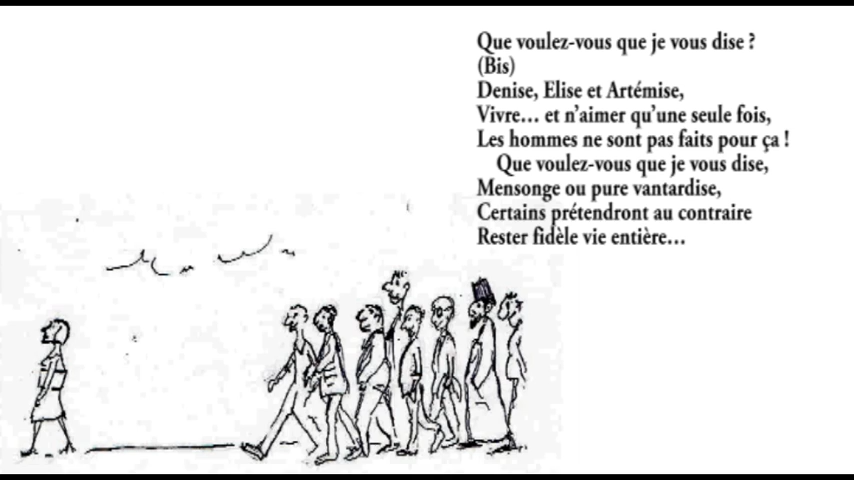 Que voulez-vous que je vous dise ?
(Bis)
Denise, Elise et Artémise,
Vivre… et n’aimer qu’une seule fois,
Les hommes ne sont pas faits pour ça !
Que voulez-vous que je vous dise,
Mensonge ou pure vantardise,
Certains prétendront au contraire
Rester fidèle vie entière…